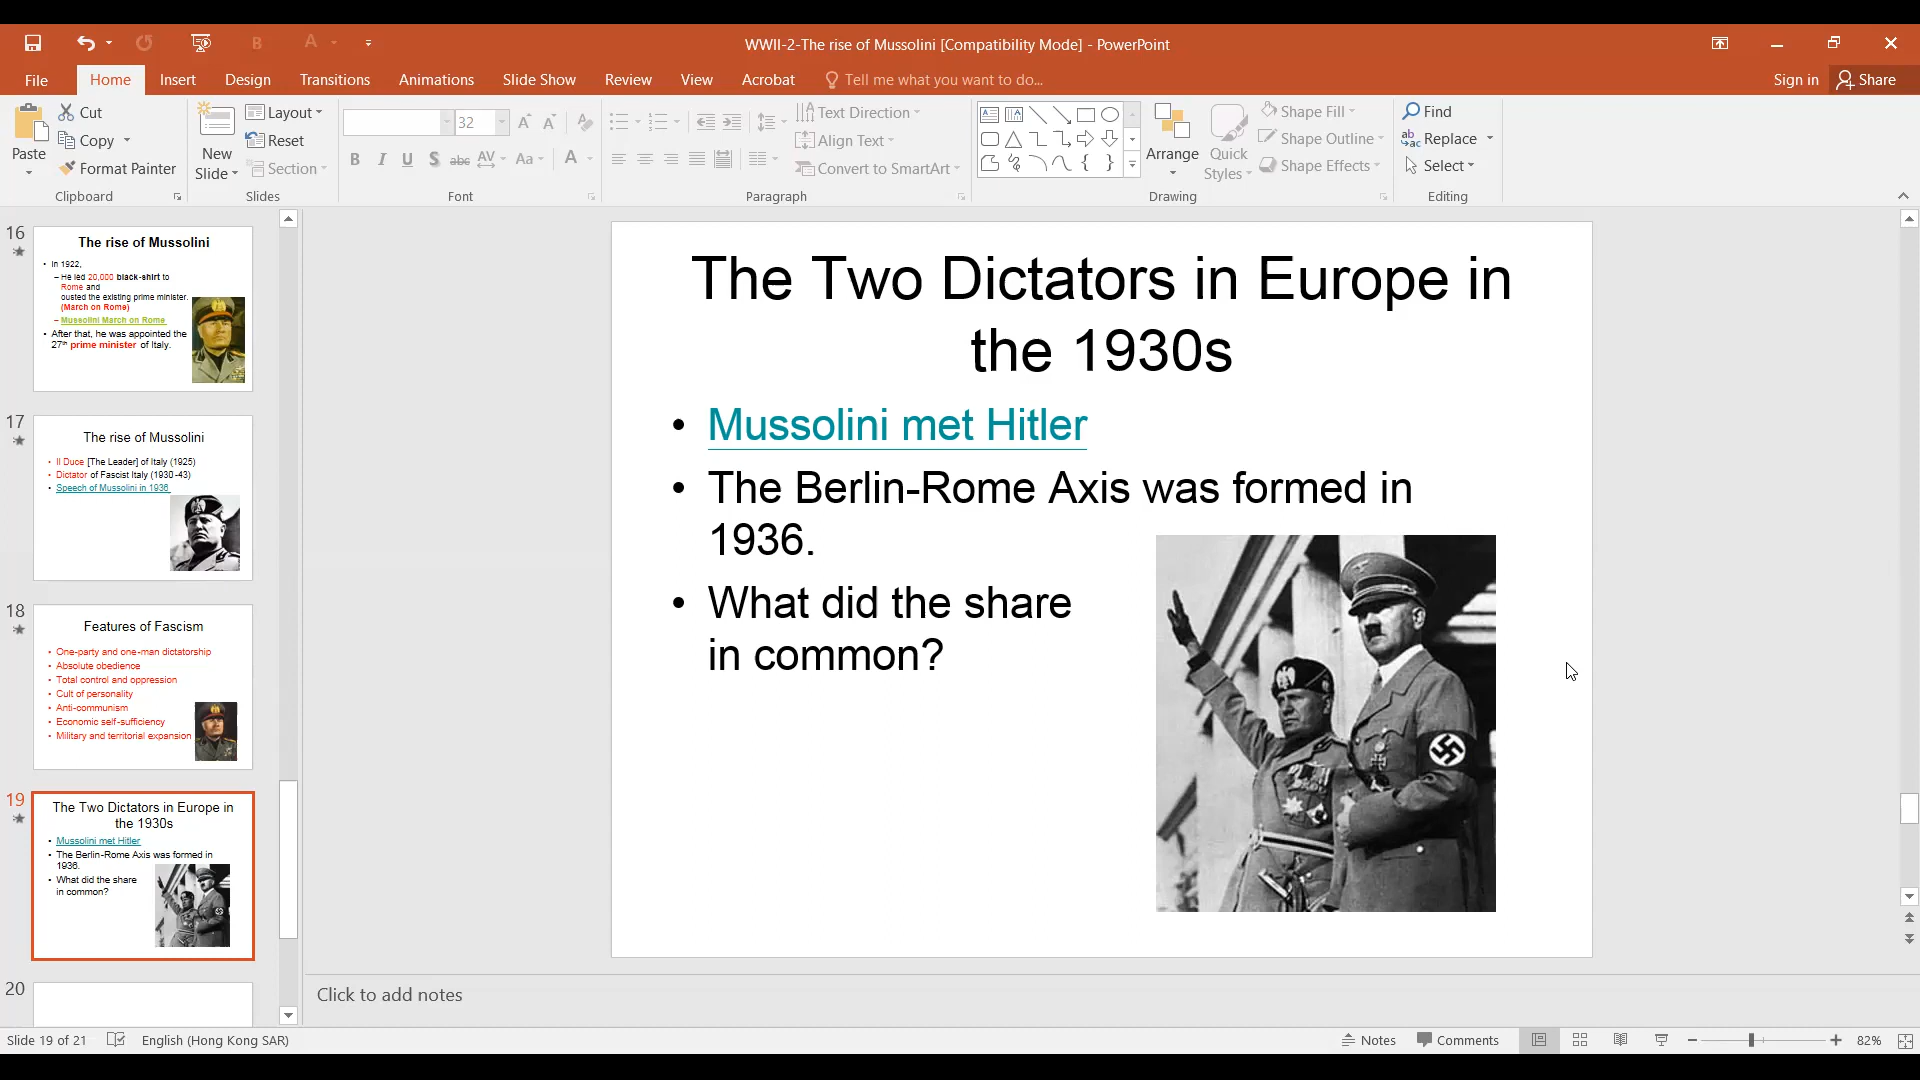 WWII-2-The rise of Mussolini [Compatibility Mode] - PowerPoint
File Home Insert Design Transitions Animations Slide Show Review View Acrobat Tell me what you want to do... Sign in Share
Paste
Cut
Copy
Format Painter
Clipboard
New Slide
Layout
Reset
Section
Slides
32
B I U S abc AV Aa A
Font
Text Direction
Align Text
Convert to SmartArt
Paragraph
Arrange
Quick Styles
Shape Fill
Shape Outline
Shape Effects
Drawing
Find
Replace
Select
Editing
16
The rise of Mussolini
• In 1922,
– He led 20,000 black-shirt to
Rome and
ousted the existing prime minister.
(March on Rome)
– Mussolini March on Rome
• After that, he was appointed the
27th prime minister of Italy.
17
The rise of Mussolini
• Il Duce [The Leader] of Italy (1925)
• Dictator of Fascist Italy (1930-43)
• Speech of Mussolini in 1936
18
Features of Fascism
• One-party and one-man dictatorship
• Absolute obedience
• Total control and oppression
• Cult of personality
• Anti-communism
• Economic self-sufficiency
• Military and territorial expansion
19
The Two Dictators in Europe in
the 1930s
• Mussolini met Hitler
• The Berlin-Rome Axis was formed in
1936.
• What did the share
in common?
20
The Two Dictators in Europe in
the 1930s
• Mussolini met Hitler
• The Berlin-Rome Axis was formed in
1936.
• What did the share
in common?
Click to add notes
Slide 19 of 21 English (Hong Kong SAR) Notes Comments 82%